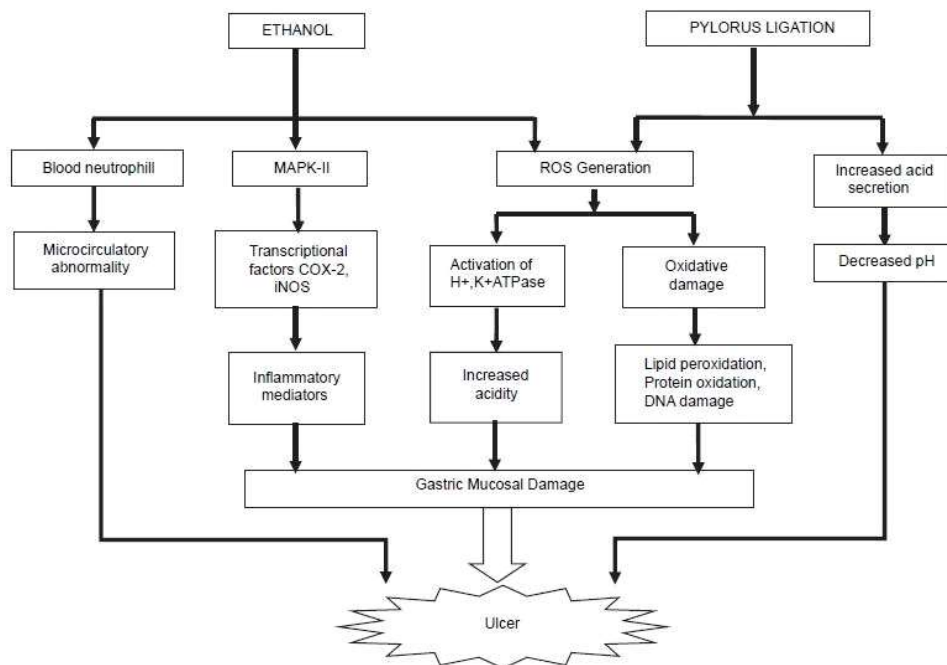 ETHANOL
PYLORUS LIGATION
Blood neutrophill
MAPK-II
ROS Generation
Increased acid
secretion
Microcirculatory
abnormality
Transcriptional
factors COX-2,
iNOS
Activation of
H+,K+ATPase
Oxidative
damage
Decreased pH
Inflammatory
mediators
Increased
acidity
Lipid peroxidation,
Protein oxidation,
DNA damage
Gastric Mucosal Damage
Ulcer